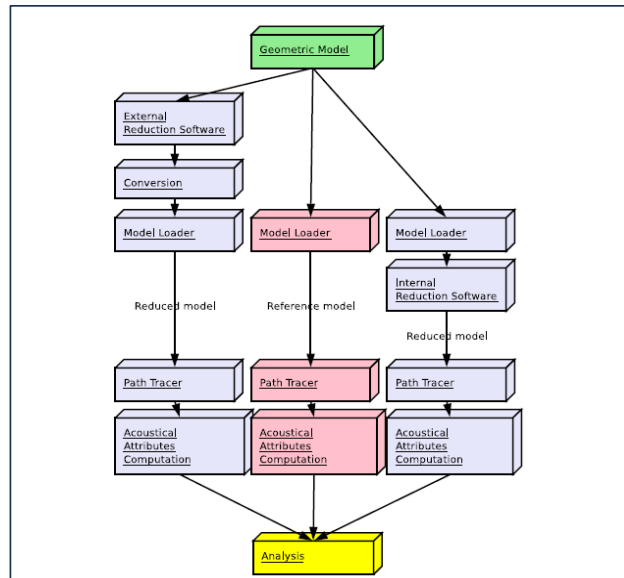 Geometric Model
External
Reduction Software
Conversion
Model Loader
Model Loader
Model Loader
Internal
Reduction Software
Reduced model
Reference model
Reduced model
Path Tracer
Path Tracer
Path Tracer
Acoustical
Attributes
Computation
Acoustical
Attributes
Computation
Acoustical
Attributes
Computation
Analysis